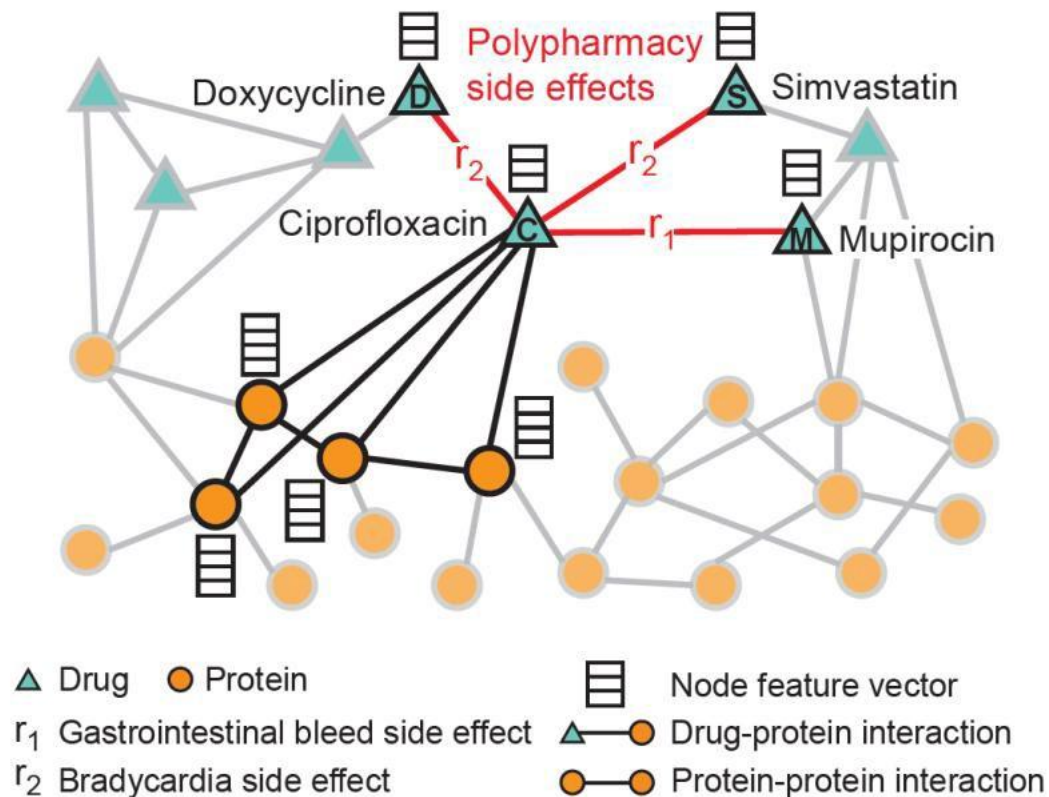 Polypharmacy
side effects
Doxycycline
D
S
Simvastatin
r2
r2
Ciprofloxacin
C
r1
M
Mupirocin
Drug
Protein
Node feature vector
r1 Gastrointestinal bleed side effect
Drug-protein interaction
r2 Bradycardia side effect
Protein-protein interaction